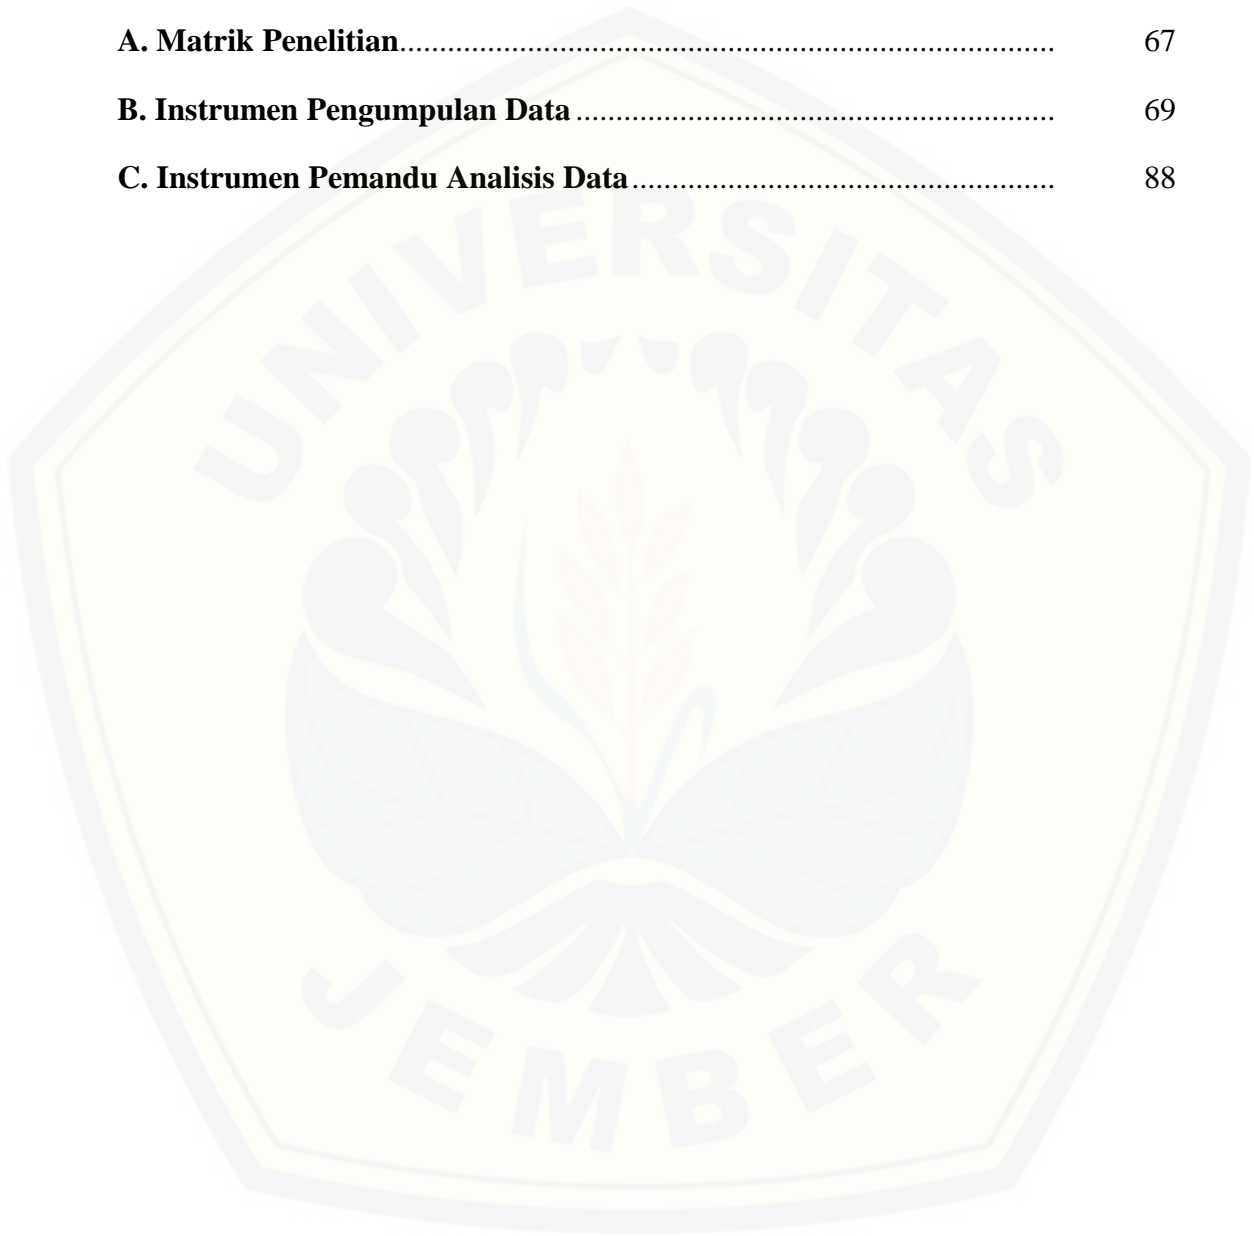 A. Matrik Penelitian.................................................................................. 67
B. Instrumen Pengumpulan Data............................................................ 69
C. Instrumen Pemandu Analisis Data..................................................... 88
UNIVERSITAS
JEMBER